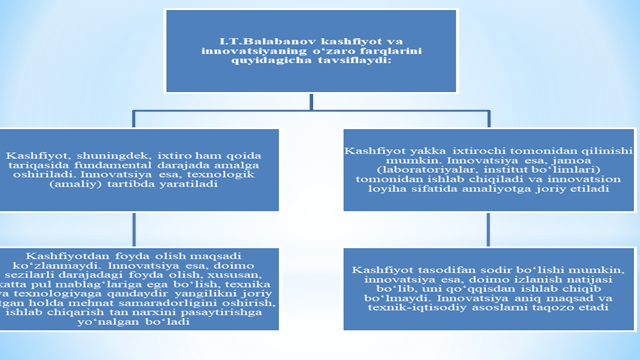 I.T.Balabanov kashfiyot va
innovatsiyaning o‘zaro farqlarini
quyidagicha tavsiflaydi:
Kashfiyot, shuningdek, ixtiro ham qoida
tariqasida fundamental darajada amalga
oshiriladi. Innovatsiya esa, texnologik
(amaliy) tartibda yaratiladi
Kashfiyot yakka ixtirochi tomonidan qilinishi
mumkin. Innovatsiya esa, jamoa
(laboratoriyalar, institut bo‘limlari)
tomonidan ishlab chiqiladi va innovatsion
loyiha sifatida amaliyotga joriy etiladi
Kashfiyotdan foyda olish maqsadi
ko‘zlanmaydi. Innovatsiya esa, doimo
sezilarli darajadagi foyda olish, xususan,
katta pul mablag‘lariga ega bo‘lish, texnika
va texnologiyaga qandaydir yangilikni joriy
etgan holda mehnat samaradorligini oshirish,
ishlab chiqarish tan narxini pasaytirishga
yo‘nalgan bo‘ladi
Kashfiyot tasodifan sodir bo‘lishi mumkin,
innovatsiya esa, doimo izlanish natijasi
bo‘lib, uni qo‘qqisdan ishlab chiqib
bo‘lmaydi. Innovatsiya aniq maqsad va
texnik-iqtisodiy asoslarni taqozo etadi